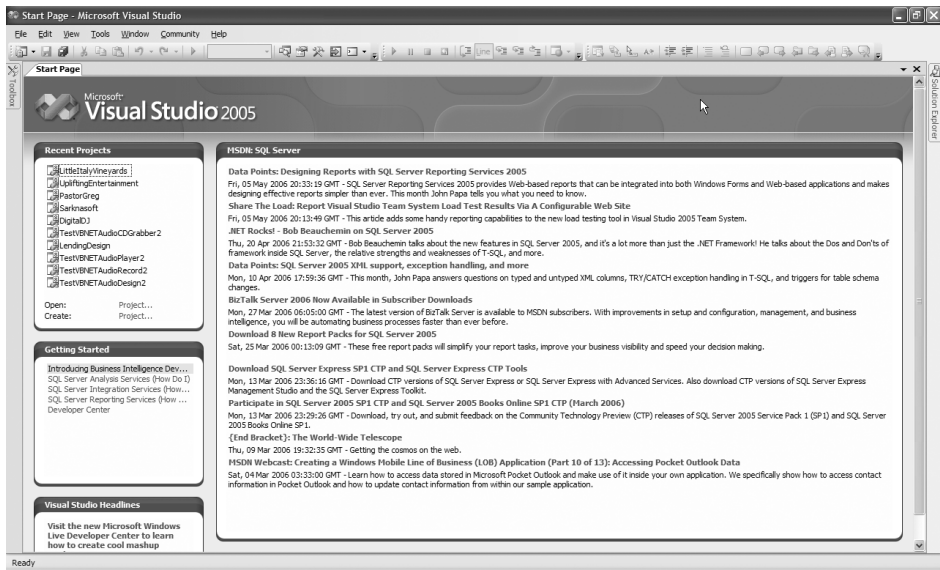 Start Page - Microsoft Visual Studio
File Edit View Tools Window Community Help
Line
Start Page
Toolbox
Solution Explorer
Microsoft
Visual Studio 2005
Recent Projects
LittleItalyVineyards
UpliftingEntertainment
PastorGreg
Sarknasoft
DigitalDJ
TestVBNETAudioCDGrabber2
LendingDesign
TestVBNETAudioPlayer2
TestVBNETAudioRecord2
TestVBNETAudioDesign2
Open: Project...
Create: Project...
Getting Started
Introducing Business Intelligence Dev...
SQL Server Analysis Services (How Do I)
SQL Server Integration Services (How...
SQL Server Reporting Services (How ...
Developer Center
Visual Studio Headlines
Visit the new Microsoft Windows
Live Developer Center to learn
how to create cool mashup
MSDN: SQL Server
Data Points: Designing Reports with SQL Server Reporting Services 2005
Fri, 05 May 2006 20:33:19 GMT - SQL Server Reporting Services 2005 provides Web-based reports that can be integrated into both Windows Forms and Web-based applications and makes
designing effective reports simpler than ever. This month John Papa tells you what you need to know.
Share The Load: Report Visual Studio Team System Load Test Results Via A Configurable Web Site
Fri, 05 May 2006 20:13:49 GMT - This article adds some handy reporting capabilities to the new load testing tool in Visual Studio 2005 Team System.
.NET Rocks! - Bob Beauchemin on SQL Server 2005
Thu, 20 Apr 2006 21:53:32 GMT - Bob Beauchemin talks about the new features in SQL Server 2005, and it's a lot more than just the .NET Framework! He talks about the Dos and Don'ts of
framework inside SQL Server, the relative strengths and weaknesses of T-SQL, and more.
Data Points: SQL Server 2005 XML support, exception handling, and more
Mon, 10 Apr 2006 17:59:36 GMT - This month, John Papa answers questions on typed and untyped XML columns, TRY/CATCH exception handling in T-SQL, and triggers for table schema
changes.
BizTalk Server 2006 Now Available in Subscriber Downloads
Mon, 27 Mar 2006 06:05:00 GMT - The latest version of BizTalk Server is available to MSDN subscribers. With improvements in setup and configuration, management, and business
intelligence, you will be automating business processes faster than ever before.
Download 8 New Report Packs for SQL Server 2005
Sat, 25 Mar 2006 00:13:09 GMT - These free report packs will simplify your report tasks, improve your business visibility and speed your decision making.
Download SQL Server Express SP1 CTP and SQL Server Express CTP Tools
Mon, 13 Mar 2006 23:36:16 GMT - Download CTP versions of SQL Server Express or SQL Server Express with Advanced Services. Also download CTP versions of SQL Server Express
Management Studio and the SQL Server Express Toolkit.
Participate in SQL Server 2005 SP1 CTP and SQL Server 2005 Books Online SP1 CTP (March 2006)
Mon, 13 Mar 2006 23:29:26 GMT - Download, try out, and submit feedback on the Community Technology Preview (CTP) releases of SQL Server 2005 Service Pack 1 (SP1) and SQL Server
2005 Books Online SP1.
{End Bracket}: The World-Wide Telescope
Thu, 09 Mar 2006 19:32:35 GMT - Getting the cosmos on the web.
MSDN Webcast: Creating a Windows Mobile Line of Business (LOB) Application (Part 10 of 13): Accessing Pocket Outlook Data
Sat, 04 Mar 2006 03:33:00 GMT - Learn how to access data stored in Microsoft Pocket Outlook and make use of it inside your own application. We specifically show how to access contact
information in Pocket Outlook and how to update contact information from within our sample application.
Ready